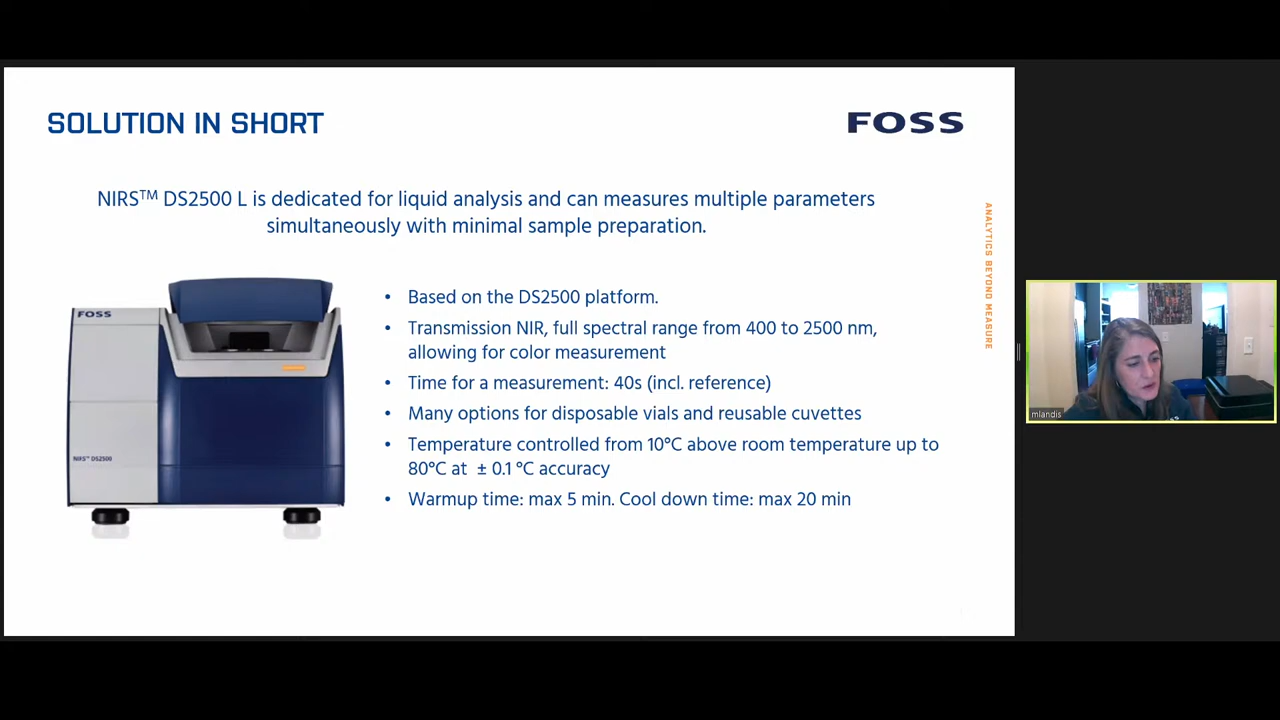 SOLUTION IN SHORT
FOSS
NIRS™ DS2500 L is dedicated for liquid analysis and can measures multiple parameters
simultaneously with minimal sample preparation.
ANALYTICS BEYOND MEASURE
FOSS
NIRS™ DS2500
• Based on the DS2500 platform.
• Transmission NIR, full spectral range from 400 to 2500 nm,
allowing for color measurement
• Time for a measurement: 40s (incl. reference)
• Many options for disposable vials and reusable cuvettes
• Temperature controlled from 10°C above room temperature up to
80°C at ± 0.1 °C accuracy
• Warmup time: max 5 min. Cool down time: max 20 min
mlandis